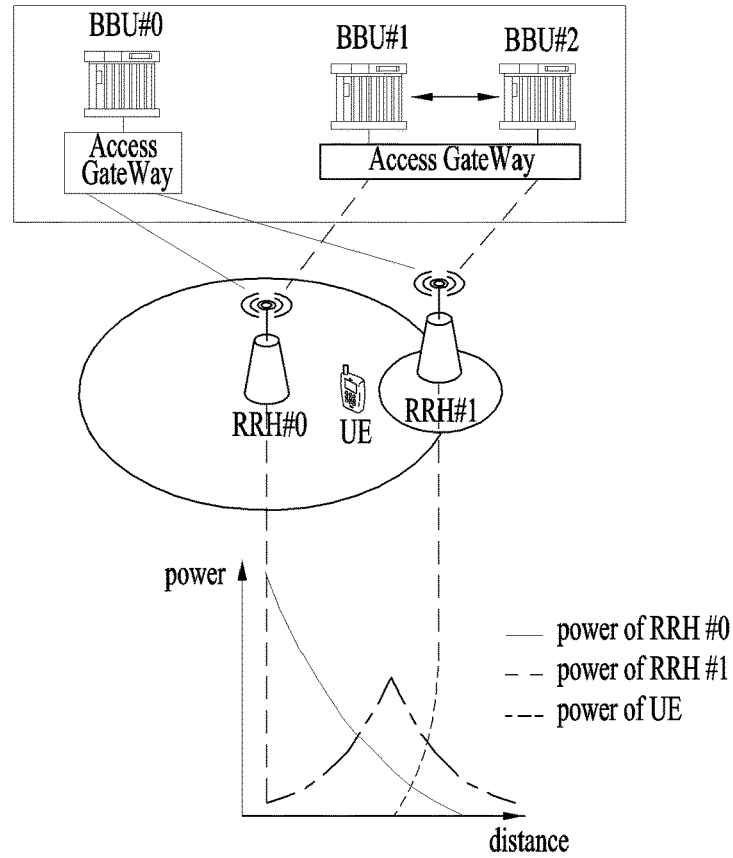 BBU#0
BBU#1
BBU#2
Access
GateWay
Access GateWay
RRH#0
UE
RRH#1
power
power of RRH #0
power of RRH #1
power of UE
distance